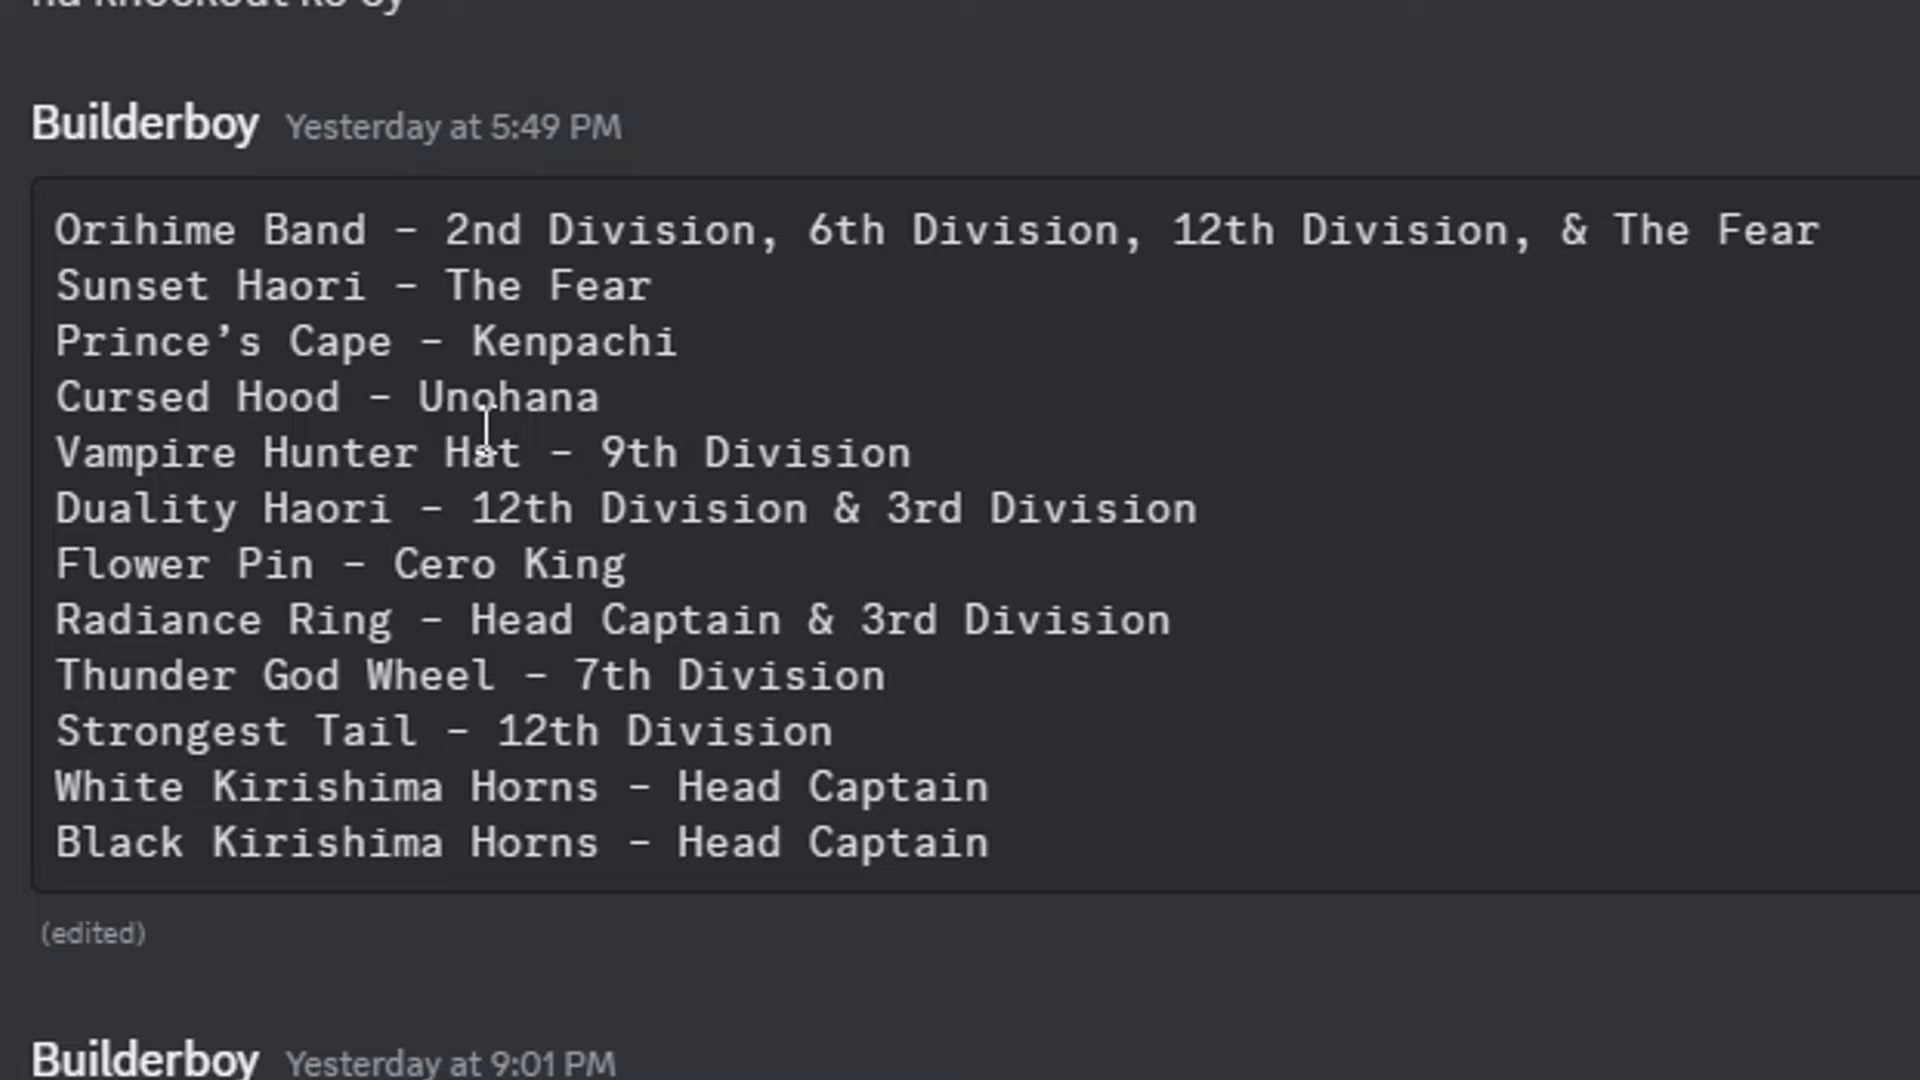 Builderboy Yesterday at 5:49 PM
Orihime Band - 2nd Division, 6th Division, 12th Division, & The Fear
Sunset Haori - The Fear
Prince’s Cape - Kenpachi
Cursed Hood - Unohana
Vampire Hunter Hat - 9th Division
Duality Haori - 12th Division & 3rd Division
Flower Pin - Cero King
Radiance Ring - Head Captain & 3rd Division
Thunder God Wheel - 7th Division
Strongest Tail - 12th Division
White Kirishima Horns - Head Captain
Black Kirishima Horns - Head Captain
(edited)
Builderboy Yesterday at 9:01 PM